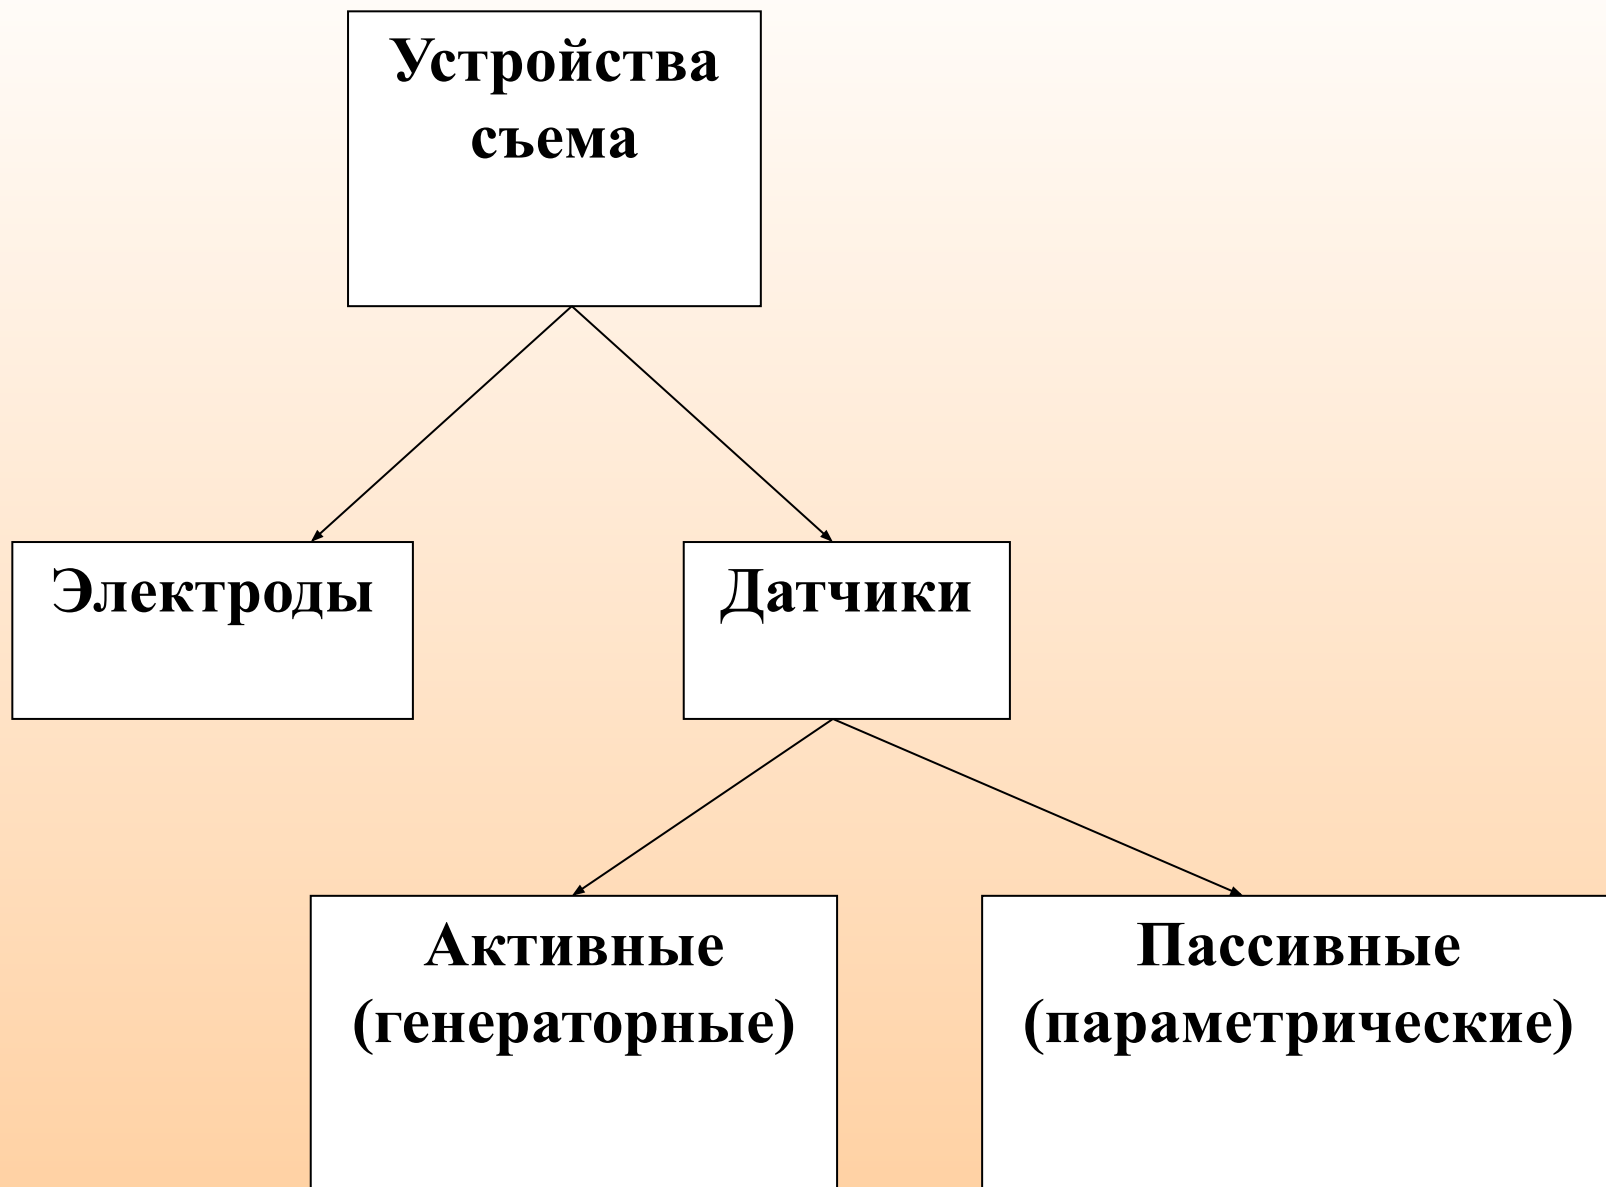 Устройства
съема
Электроды
Датчики
Активные
(генераторные)
Пассивные
(параметрические)